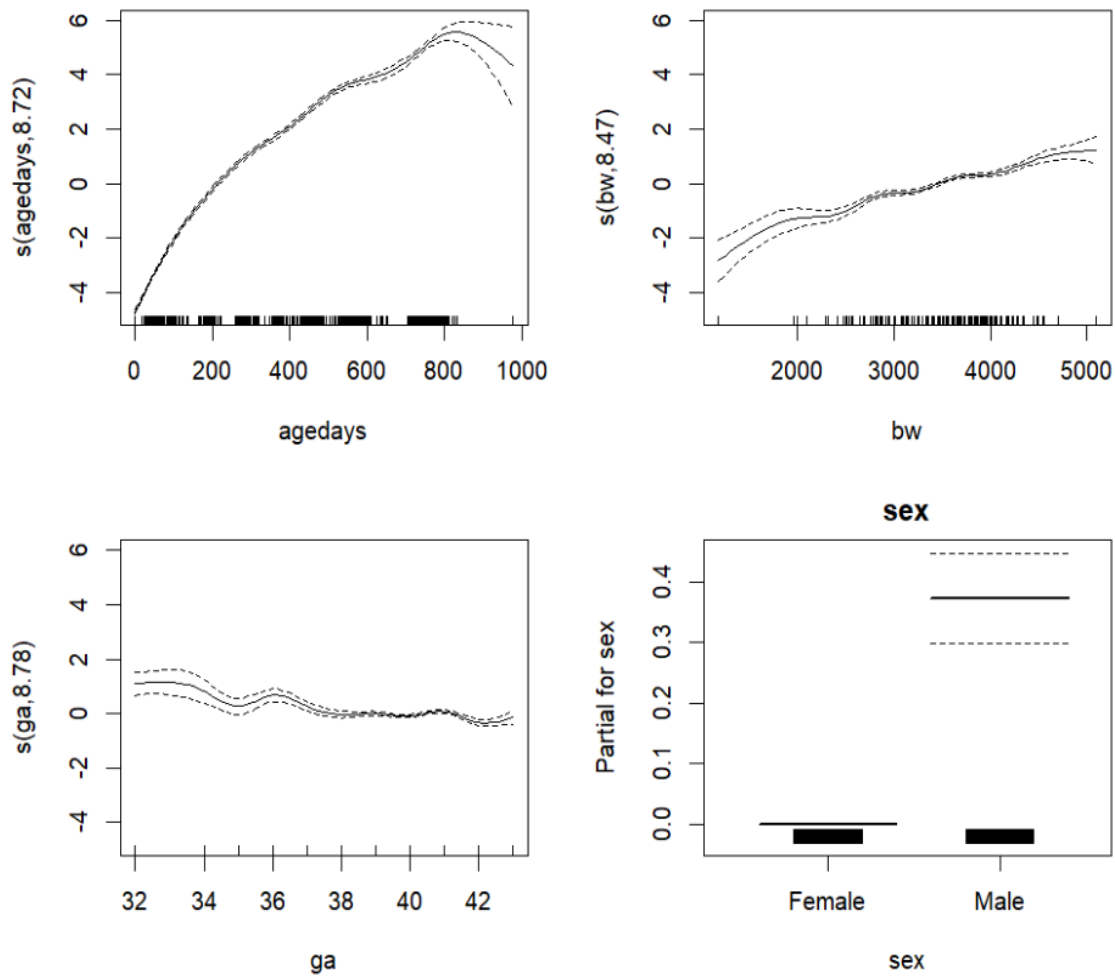 s(agedays,8.72)
6
4
2
0
-2
-4
0 200 400 600 800 1000
agedays
s(bw,8.47)
6
4
2
0
-2
-4
2000 3000 4000 5000
bw
s(ga,8.78)
6
4
2
0
-2
-4
32 34 36 38 40 42
ga
sex
Partial for sex
0.4
0.3
0.2
0.1
0.0
Female Male
sex